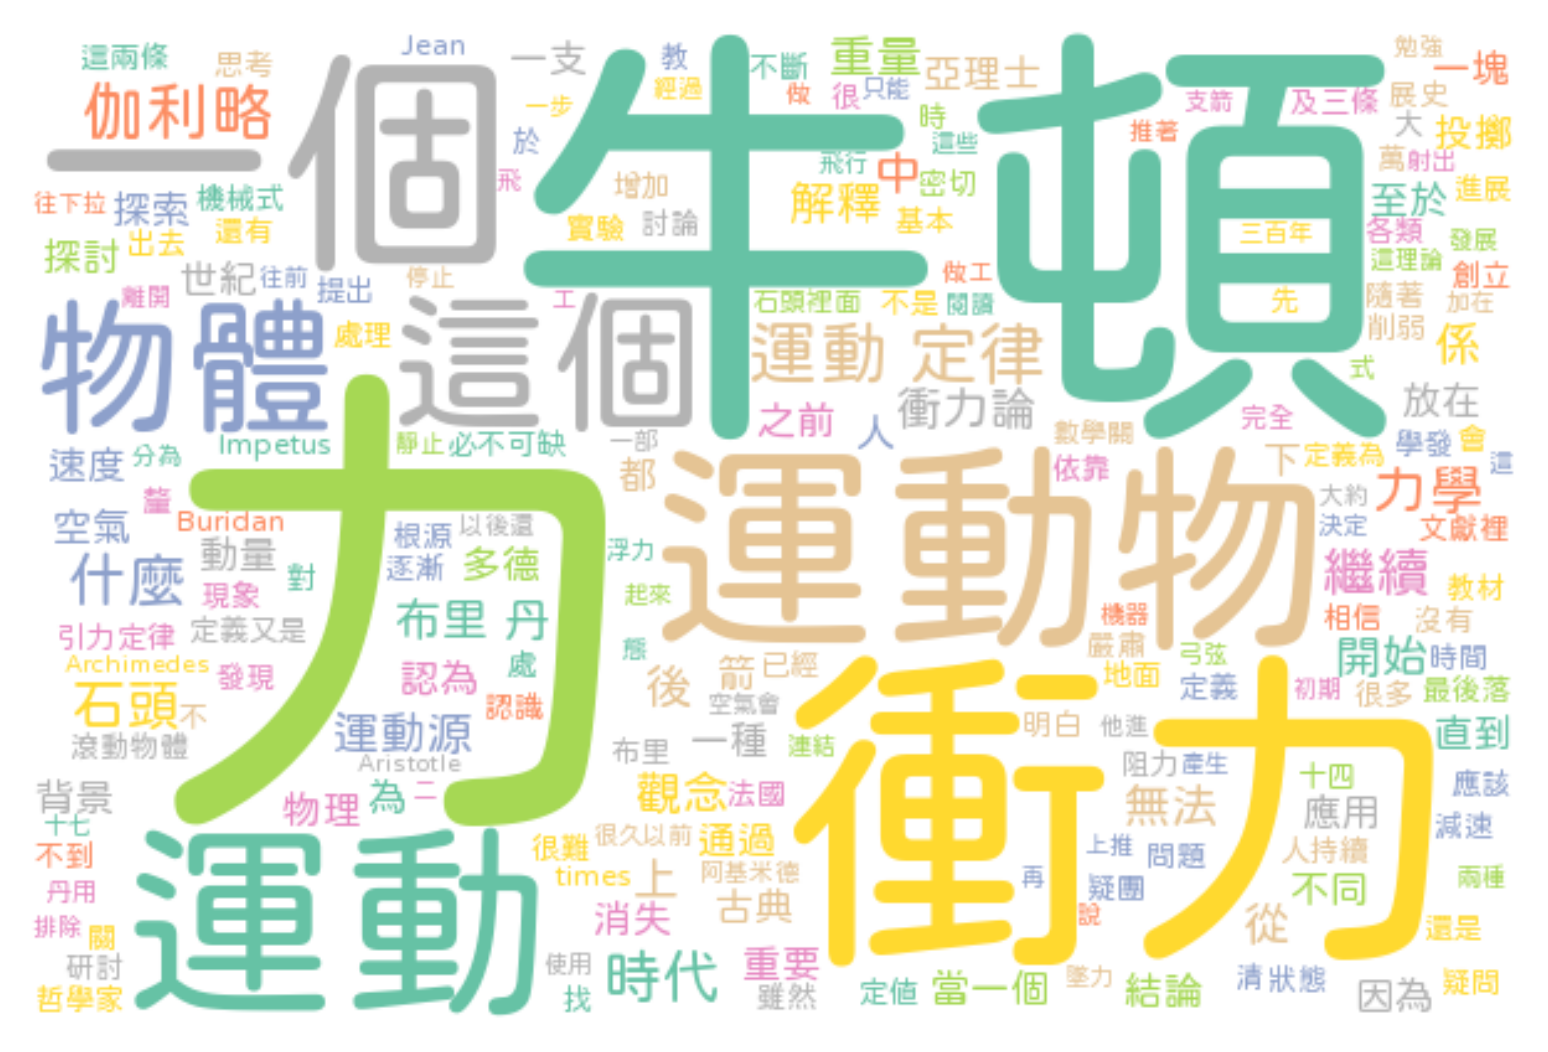 這兩條
思考
Jean
一支
教
不斷
重量
亞理士
勉強
一塊
伽利略
一個
牛頓
一步
經過
做
很
只能
時
支箭
及三條
展史
大
投擲
推著
這些
於
飛行
中
密切
萬
射出
往下拉
探索
機械式
飛
增加
解釋
基本
至於
進展
探討
出去
還有
實驗
討論
三百年
各類
發展
這理論
世紀
往前
提出
停止
做工
創立
離開
工
石頭裡面
不是
閱讀
先
隨著
加在
物體
處理
這個
運動
定律
削弱
係
式
之前
人
衝力論
完全
放在
Impetus
靜止
必不可缺
一部
數學關
學發
會
速度
分為
力
都
運動物
依靠
下
定義為
這
釐
大約
力學
空氣
Buridan
根源
以後還
決定
文獻裡
動量
浮力
什麼
現象
對
逐漸
多德
起來
繼續
教材
引力定律
定義又是
布里
丹
機器
相信
沒有
Archimedes
發現
認為
處
態
嚴肅
弓弦
開始
時間
後
箭
已經
地面
定義
初期
很多
最後落
石頭
不
認識
空氣會
滾動物體
運動源
布里
一種
連結
衝力
明白
他進
直到
Aristotle
阻力
產生
十四
應該
背景
物理
為
二
觀念
法國
無法
應用
十七
減速
不到
運動
很難
很久以前
通過
上推
問題
人持續
丹用
times
上
阿基米德
再
疑團
不同
兩種
排除
關
消失
古典
說
從
還是
研討
使用
時代
重要
哲學家
找
雖然
定值
當一個
墜力
結論
清
狀態
因為
疑問